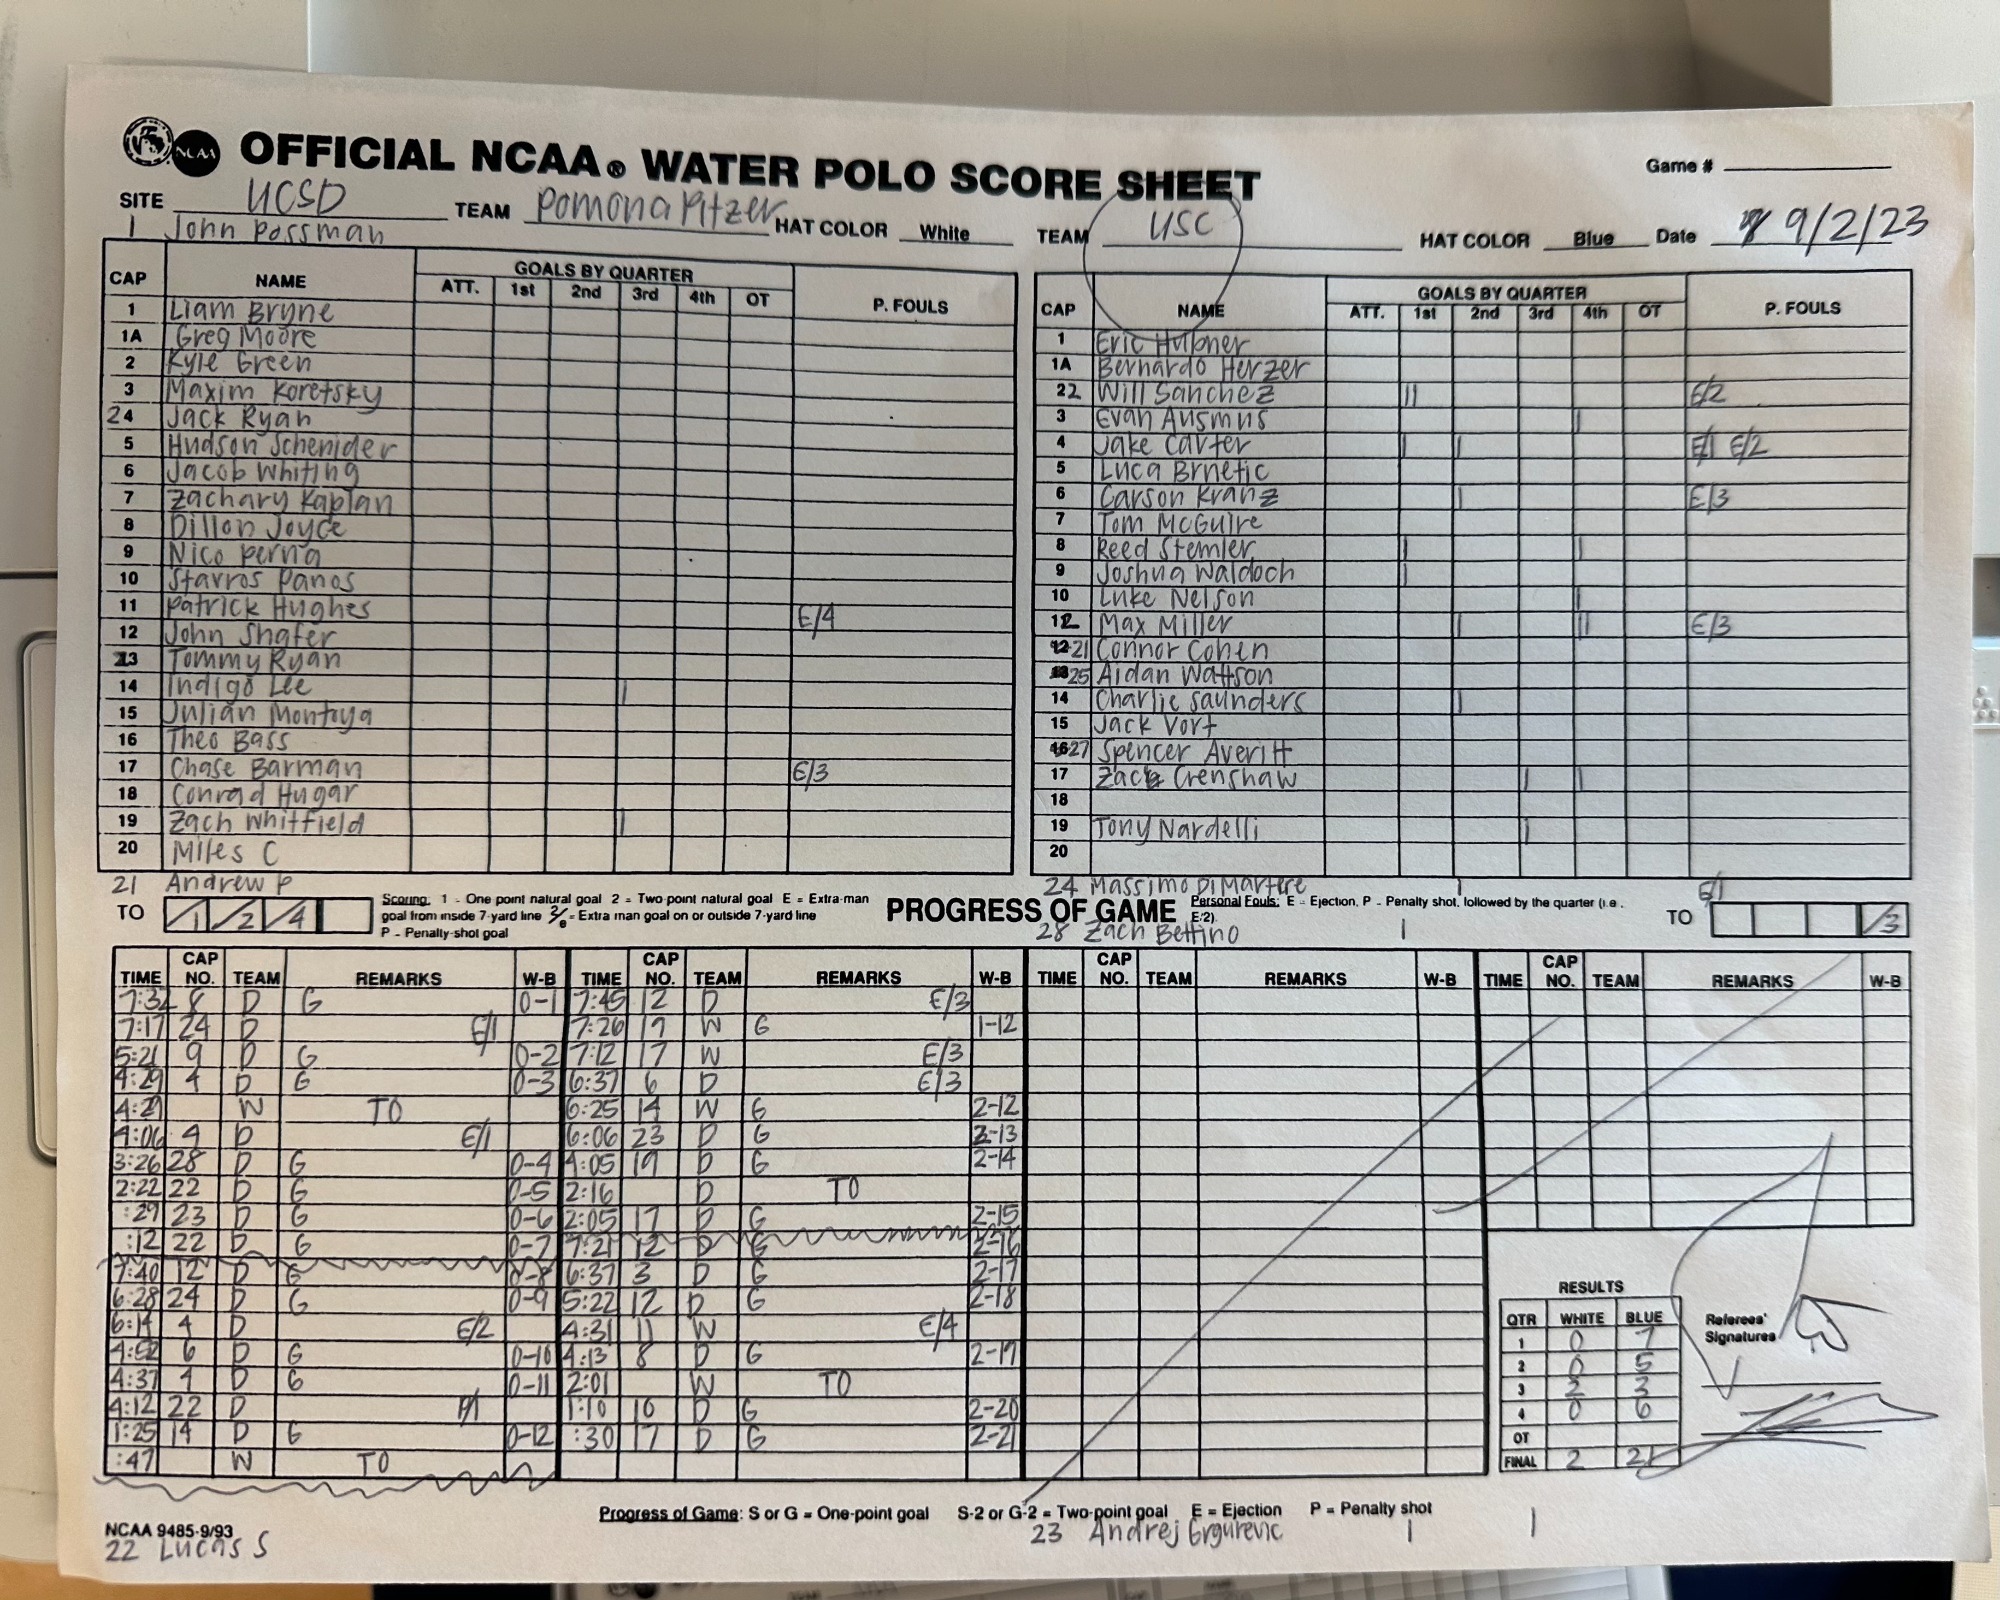 OFFICIAL NCAA® WATER POLO SCORE SHEET
Game #
SITE UCSD TEAM Pomona Pitzer HAT COLOR White TEAM USC HAT COLOR Blue Date 9/2/23
1 John Possman
CAP NAME GOALS BY QUARTER P. FOULS
ATT. 1st 2nd 3rd 4th OT
1 Liam Bryne
1A Greg Moore
2 Kyle Green
3 Maxim Koretsky
24 Jack Ryan
5 Hudson Schenider
6 Jacob Whiting
7 Zachary Kaplan
8 Dillon Joyce
9 Nico Perna
10 Stavros Panos
11 Patrick Hughes E/4
12 John Shafer
23 Tommy Ryan
14 Indigo Lee |
15 Julian Montoya
16 Theo Bass
17 Chase Barman E/3
18 Conrad Hugar
19 Zach Whitfield |
20 Miles C
21 Andrew P
CAP NAME GOALS BY QUARTER P. FOULS
ATT. 1st 2nd 3rd 4th OT
1 Eric Hubner
1A Bernardo Herzer
22 Will Sanchez || E/2
3 Evan Ausmus |
4 Jake Carter | | E/1 E/2
5 Luca Brnetic
6 Carson Kranz | E/3
7 Tom McGuire
8 Reed Stemler | |
9 Joshua Waldoch |
10 Luke Nelson |
12 Max Miller | || E/3
21 Connor Cohen
25 Aidan Wattson
14 Charlie Saunders |
15 Jack Vort
27 Spencer Averitt
17 Zach Crenshaw | |
18
19 Tony Nardelli |
20
24 Massimo DiMartere | E/1
28 Zach Bettino |
TO /1 /2 /4
Scoring: 1 - One point natural goal 2 = Two point natural goal E = Extra-man
goal from inside 7-yard line 2/e = Extra man goal on or outside 7-yard line
P - Penalty-shot goal
PROGRESS OF GAME
Personal Fouls: E - Ejection, P - Penalty shot, followed by the quarter (i.e.
E/2).
TO /3
TIME CAP NO. TEAM REMARKS W-B TIME CAP NO. TEAM REMARKS W-B TIME CAP NO. TEAM REMARKS W-B TIME CAP NO. TEAM REMARKS W-B
7:32 8 D G 0-1 7:45 12 D E/3
7:17 24 D E/1 7:26 19 W G 1-12
5:21 9 D G 0-2 7:12 17 W E/3
4:29 4 D G 0-3 6:37 6 D E/3
4:29 W TO 6:25 14 W G 2-12
4:06 4 D E/1 6:06 23 D G 2-13
3:26 28 D G 0-4 4:05 19 D G 2-14
2:22 22 D G 0-5 2:16 D TO
:29 23 D G 0-6 2:05 17 D G 2-15
:12 22 D G 0-7 7:21 12 D G 2-16
7:40 12 D G 0-8 6:37 3 D G 2-17
6:28 24 D G 0-9 5:22 12 D G 2-18
6:14 4 D E/2 4:31 11 W E/4
4:52 6 D G 0-10 4:13 8 D G 2-19
4:37 4 D G 0-11 2:01 W TO
4:12 22 D 1:10 10 D G 2-20
1:25 14 D G 0-12 :30 17 D G 2-21
:47 W TO
RESULTS
QTR WHITE BLUE
1 0 7
2 0 5
3 2 3
4 0 6
OT
FINAL 2 21
Referees'
Signatures
Progress of Game: S or G = One-point goal S-2 or G-2 = Two-point goal E = Ejection P = Penalty shot
NCAA 9485-9/93
22 Lucas S
23 Andrej Grgurevic | |